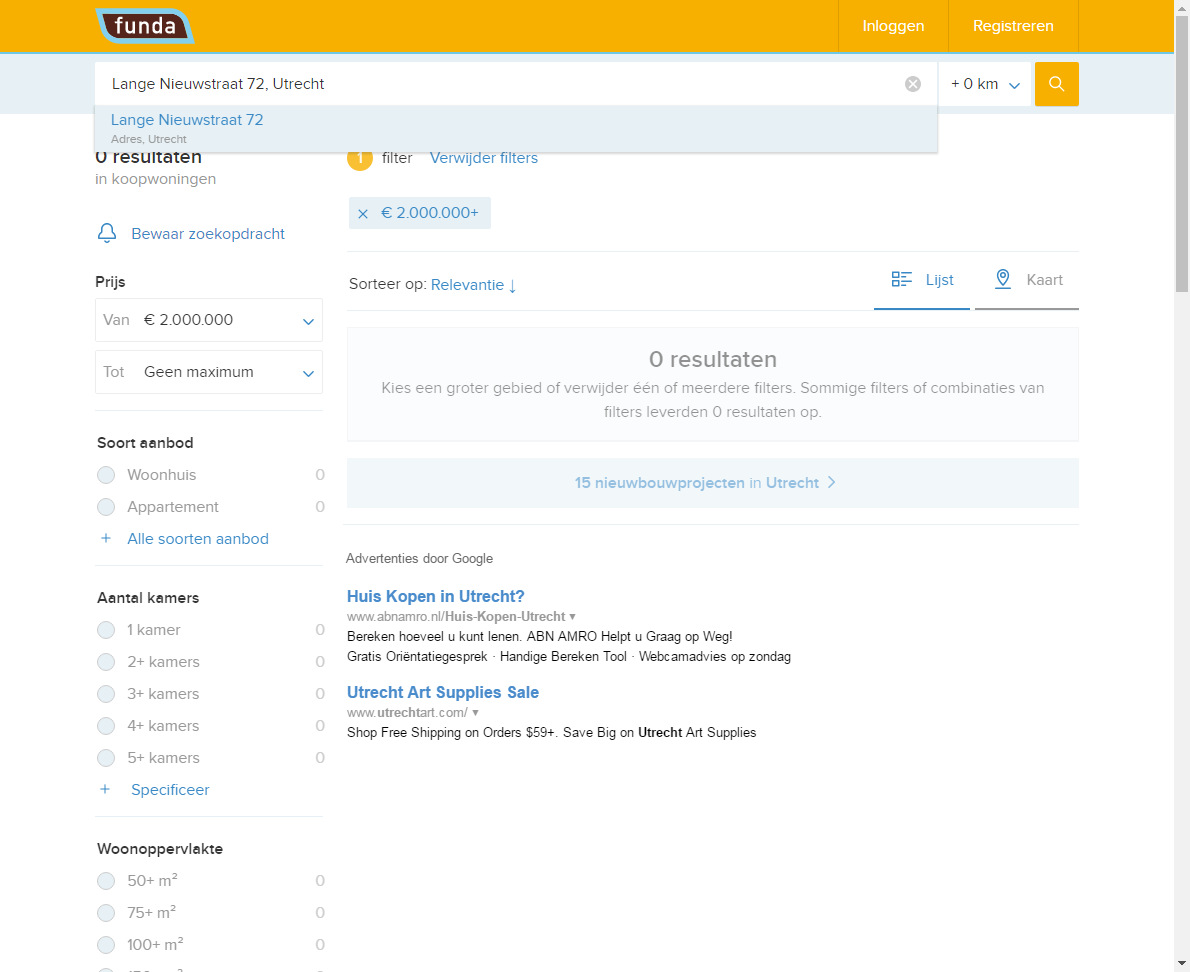 funda
Inloggen
Registreren
Lange Nieuwstraat 72, Utrecht
+ 0 km
Lange Nieuwstraat 72
Adres, Utrecht
0 resultaten
in koopwoningen
1 filter Verwijder filters
€ 2.000.000+
Bewaar zoekopdracht
Prijs
Van € 2.000.000
Tot Geen maximum
Sorteer op: Relevantie ↓
Lijst
Kaart
0 resultaten
Kies een groter gebied of verwijder één of meerdere filters. Sommige filters of combinaties van
filters leverden 0 resultaten op.
15 nieuwbouwprojecten in Utrecht
Soort aanbod
Woonhuis 0
Appartement 0
+ Alle soorten aanbod
Aantal kamers
1 kamer 0
2+ kamers 0
3+ kamers 0
4+ kamers 0
5+ kamers 0
+ Specificeer
Woonoppervlakte
50+ m² 0
75+ m² 0
100+ m² 0
Advertenties door Google
Huis Kopen in Utrecht?
www.abnamro.nl/Huis-Kopen-Utrecht ▼
Bereken hoeveel u kunt lenen. ABN AMRO Helpt u Graag op Weg!
Gratis Oriëntatiegesprek · Handige Bereken Tool · Webcamadvies op zondag
Utrecht Art Supplies Sale
www.utrechtart.com/ ▼
Shop Free Shipping on Orders $59+. Save Big on Utrecht Art Supplies